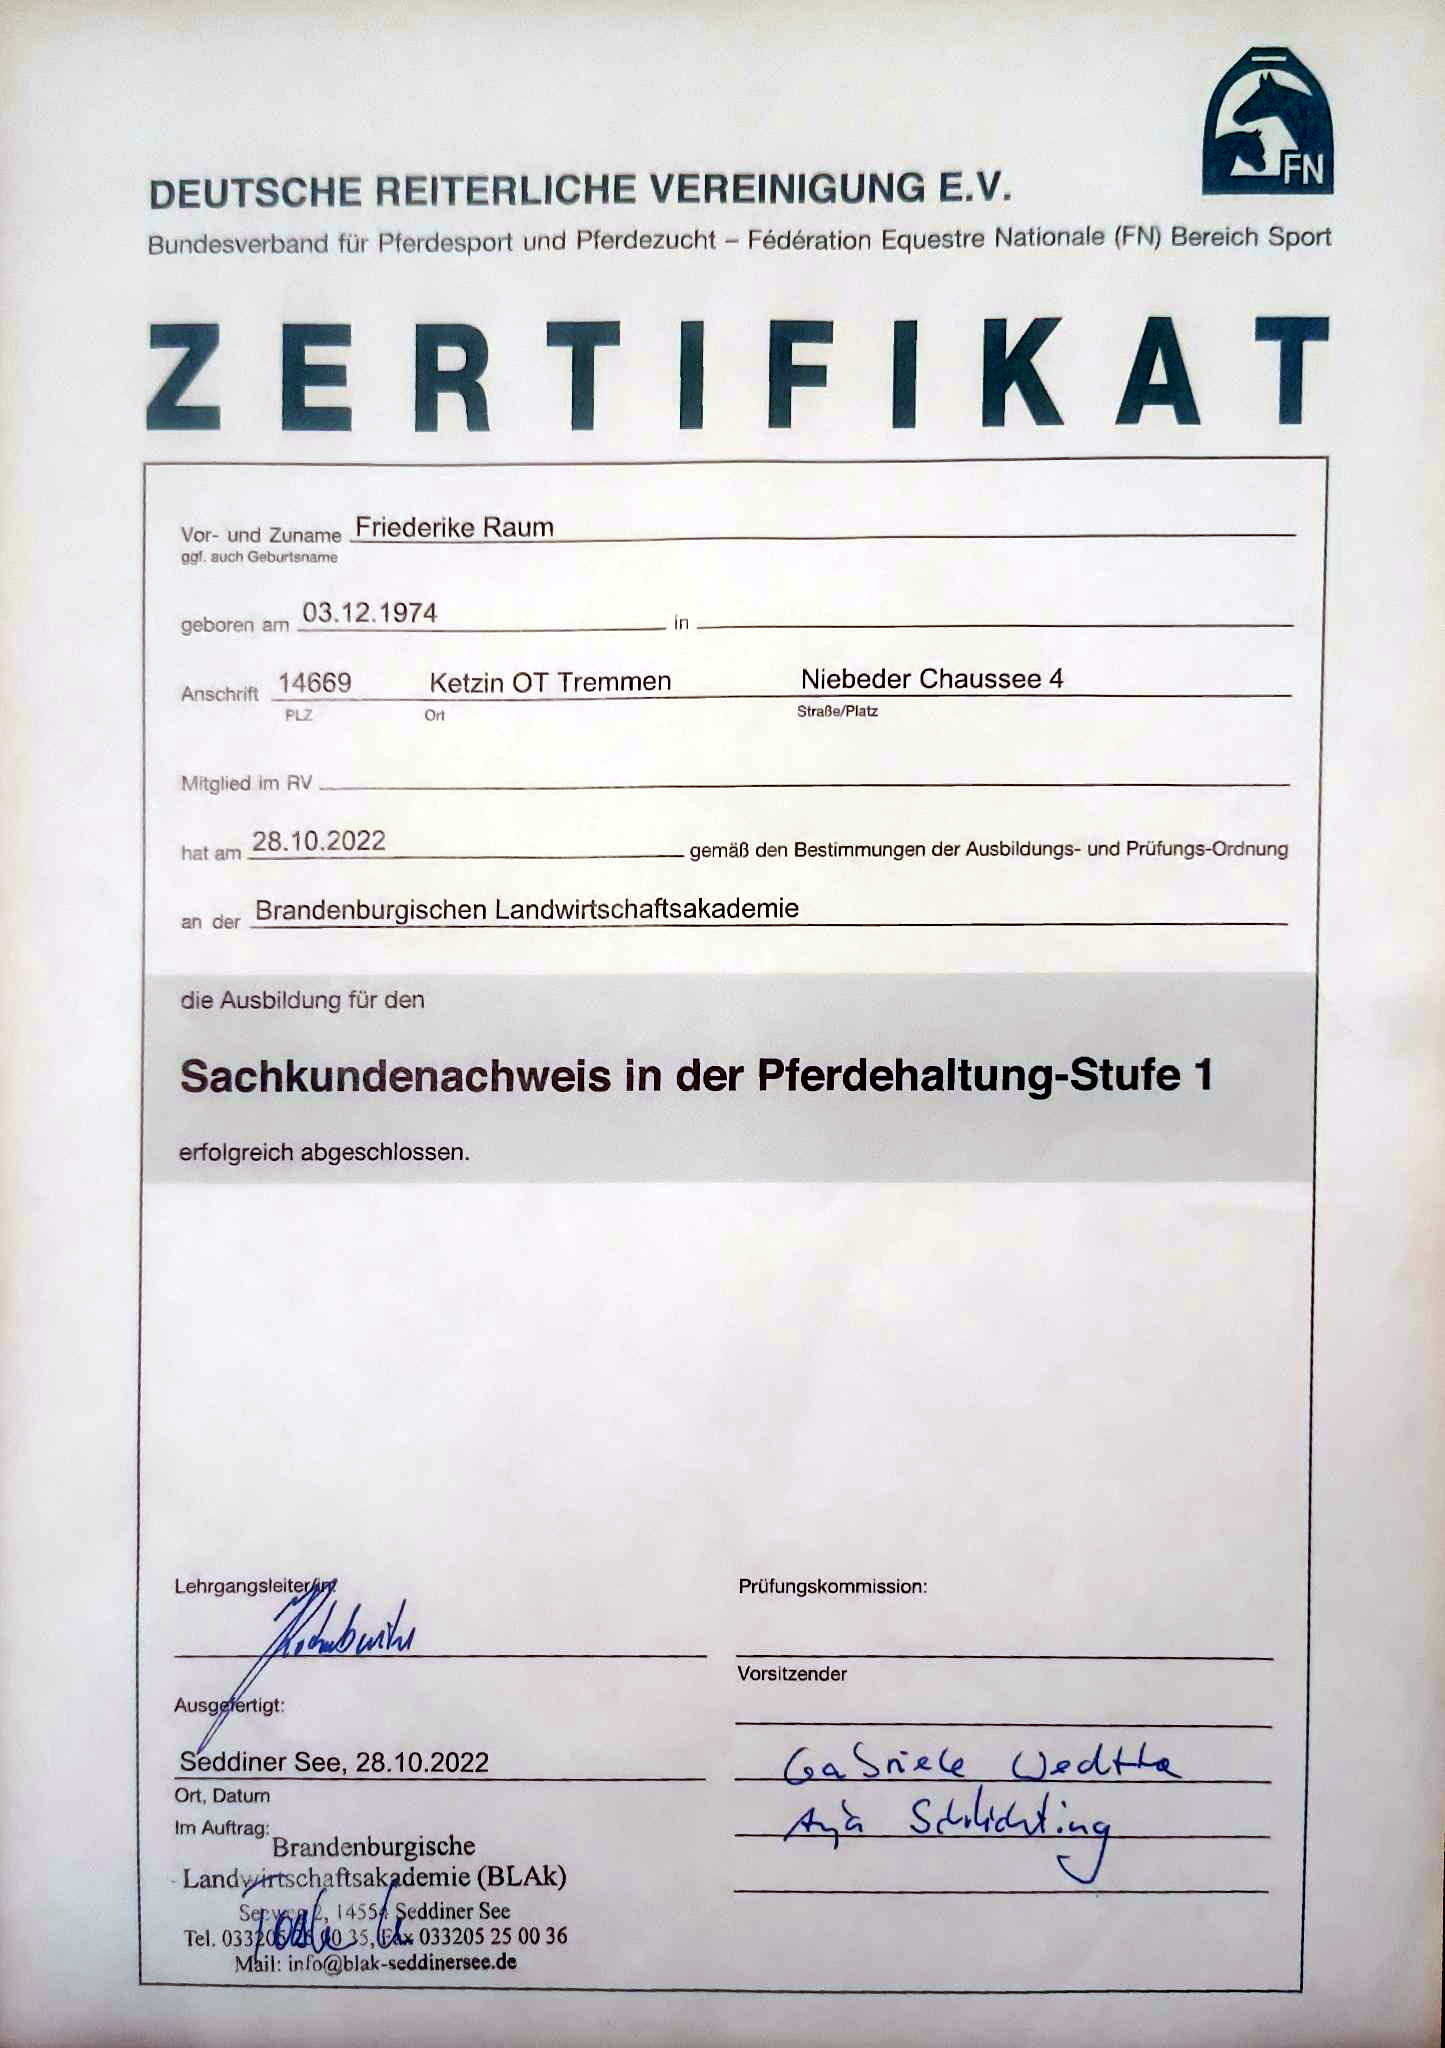 FN
DEUTSCHE REITERLICHE VEREINIGUNG E.V.
Bundesverband für Pferdesport und Pferdezucht – Fédération Equestre Nationale (FN) Bereich Sport
ZERTIFIKAT
Vor- und Zuname Friederike Raum
ggf. auch Geburtsname
geboren am 03.12.1974 in
Anschrift 14669 Ketzin OT Tremmen Niebeder Chaussee 4
PLZ Ort Straße/Platz
Mitglied im RV
hat am 28.10.2022 gemäß den Bestimmungen der Ausbildungs- und Prüfungs-Ordnung
an der Brandenburgischen Landwirtschaftsakademie
die Ausbildung für den
Sachkundenachweis in der Pferdehaltung-Stufe 1
erfolgreich abgeschlossen.
Lehrgangsleiter/in: Prüfungskommission:
Vorsitzender
Ausgefertigt:
Seddiner See, 28.10.2022
Gabriele
Ort, Datum
Anja Schlichting
Im Auftrag:
Brandenburgische
Landwirtschaftsakademie (BLAk)
Seeweg 2, 14554 Seddiner See
Tel. 033205 25 00 35, Fax 033205 25 00 36
Mail: info@blak-seddinersee.de